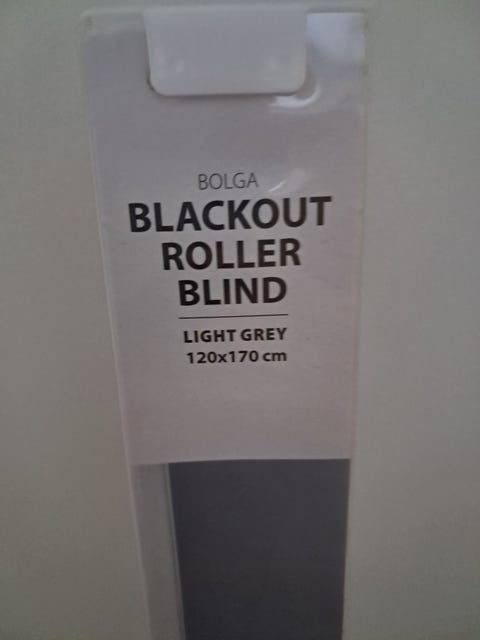 BOLGA
BLACKOUT
ROLLER
BLIND
LIGHT GREY
120x170 cm